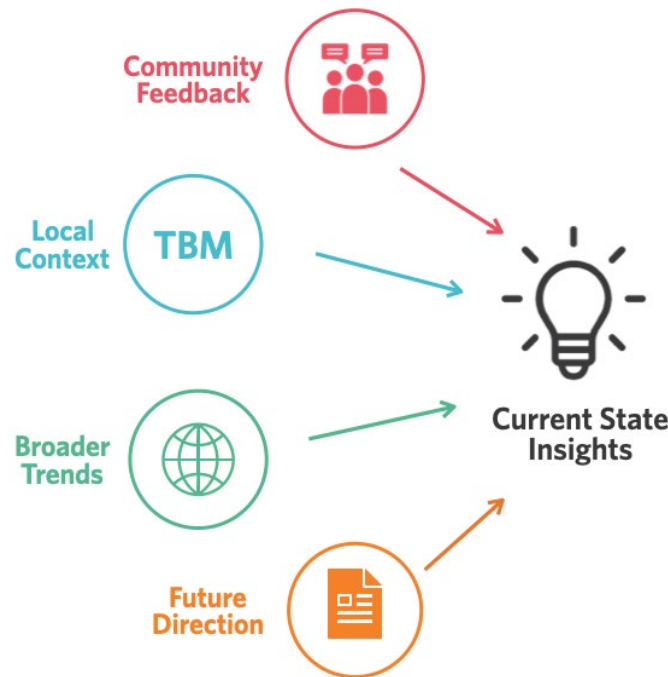 Community
Feedback
Local
Context
TBM
Broader
Trends
Current State
Insights
Future
Direction